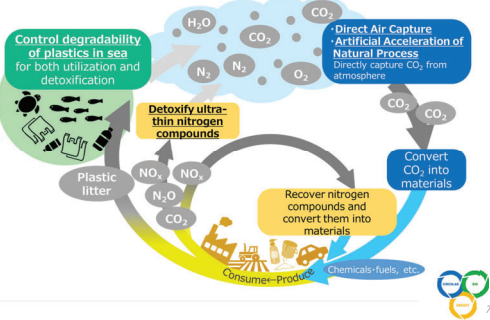 Control degradability
of plastics in sea
for both utilization and
detoxification
H₂O
CO₂
CO₂
N₂
N₂
O₂
・Direct Air Capture
・Artificial Acceleration of
Natural Process
Directly capture CO₂ from
atmosphere
CO₂
CO₂
Detoxify ultra-
thin nitrogen
compounds
Plastic
litter
NOₓ
NOₓ
N₂O
CO₂
Convert
CO₂ into
materials
Recover nitrogen
compounds and
convert them into
materials
Consume←Produce
Chemicals・fuels, etc.
7